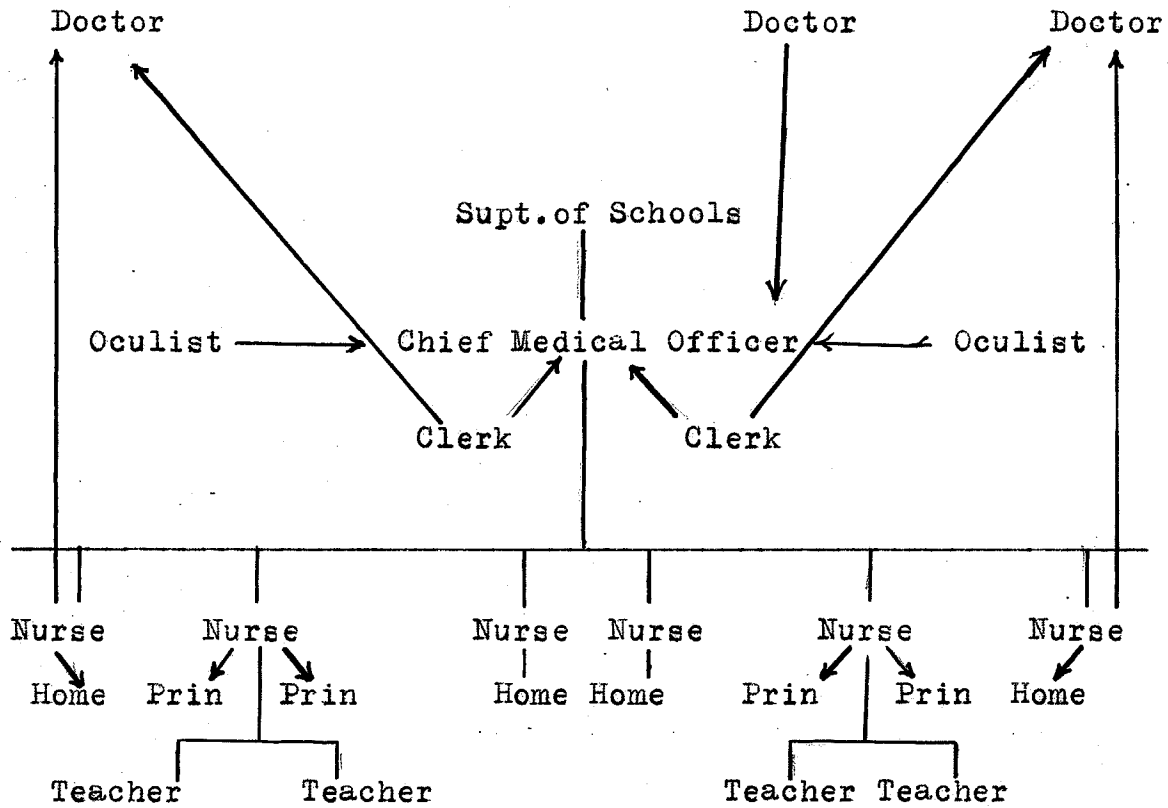 Doctor Doctor Doctor
Supt.of Schools
Oculist Chief Medical Officer Oculist
Clerk Clerk
Nurse Nurse Nurse Nurse Nurse Nurse
Home Prin Prin Home Home Prin Prin Home
Teacher Teacher Teacher Teacher